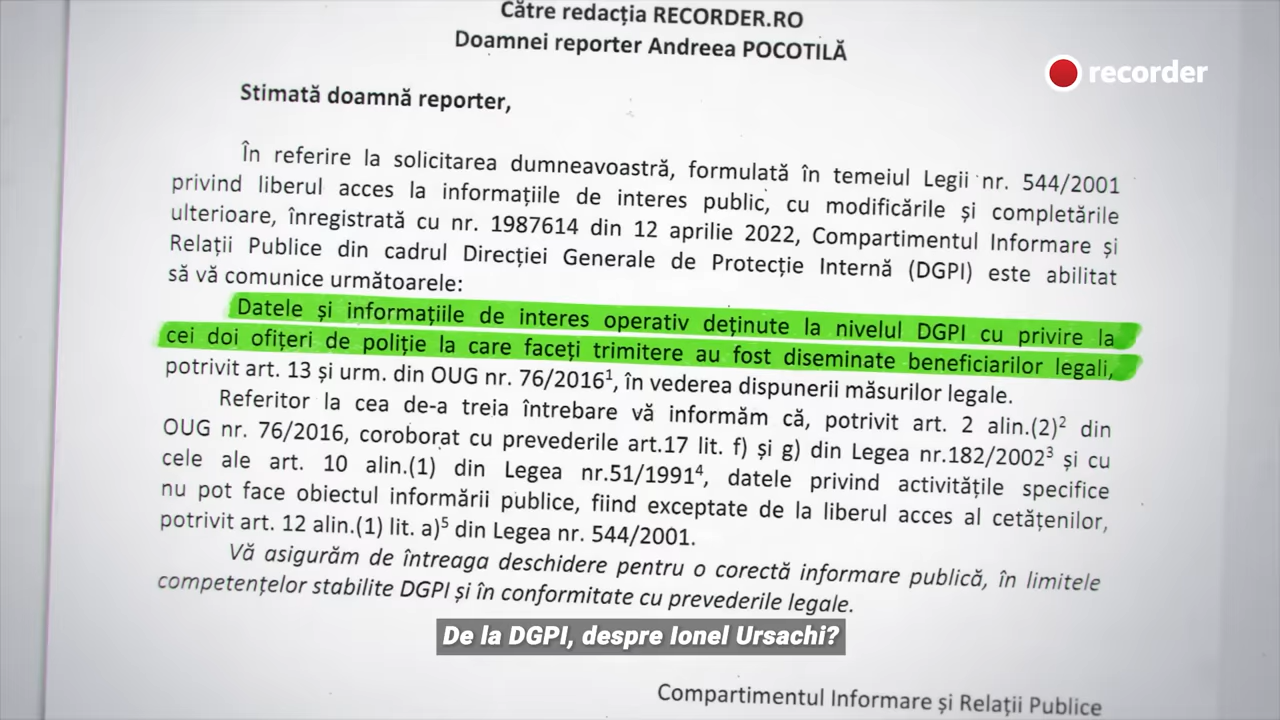 Către redacția RECORDER.RO
Doamnei reporter Andreea POCOTILĂ
recorder
Stimată doamnă reporter,
În referire la solicitarea dumneavoastră, formulată în temeiul Legii nr. 544/2001
privind liberul acces la informațiile de interes public, cu modificările și completările
ulterioare, înregistrată cu nr. 1987614 din 12 aprilie 2022, Compartimentul Informare și
Relații Publice din cadrul Direcției Generale de Protecție Internă (DGPI) este abilitat
să vă comunice următoarele:
Datele și informațiile de interes operativ deținute la nivelul DGPI cu privire la
cei doi ofițeri de poliție la care faceți trimitere au fost diseminate beneficiarilor legali,
potrivit art. 13 și urm. din OUG nr. 76/2016¹, în vederea dispunerii măsurilor legale.
Referitor la cea de-a treia întrebare vă informăm că, potrivit art. 2 alin.(2)² din
OUG nr. 76/2016, coroborat cu prevederile art.17 lit. f) și g) din Legea nr.182/2002³ și cu
cele ale art. 10 alin.(1) din Legea nr.51/1991⁴, datele privind activitățile specifice
nu pot face obiectul informării publice, fiind exceptate de la liberul acces al cetățenilor,
potrivit art. 12 alin.(1) lit. a)⁵ din Legea nr. 544/2001.
Vă asigurăm de întreaga deschidere pentru o corectă informare publică, în limitele
competențelor stabilite DGPI și în conformitate cu prevederile legale.
De la DGPI, despre Ionel Ursachi?
Compartimentul Informare și Relații Publice